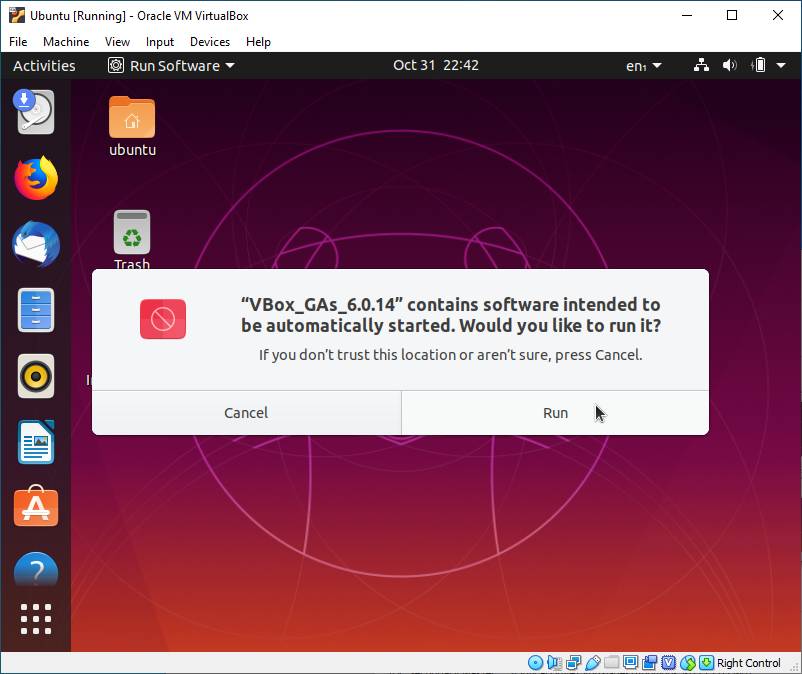 Ubuntu [Running] - Oracle VM VirtualBox
File Machine View Input Devices Help
Activities Run Software Oct 31 22:42 en₁
ubuntu
Trash
“VBox_GAs_6.0.14” contains software intended to
be automatically started. Would you like to run it?
If you don’t trust this location or aren’t sure, press Cancel.
Cancel Run
Right Control